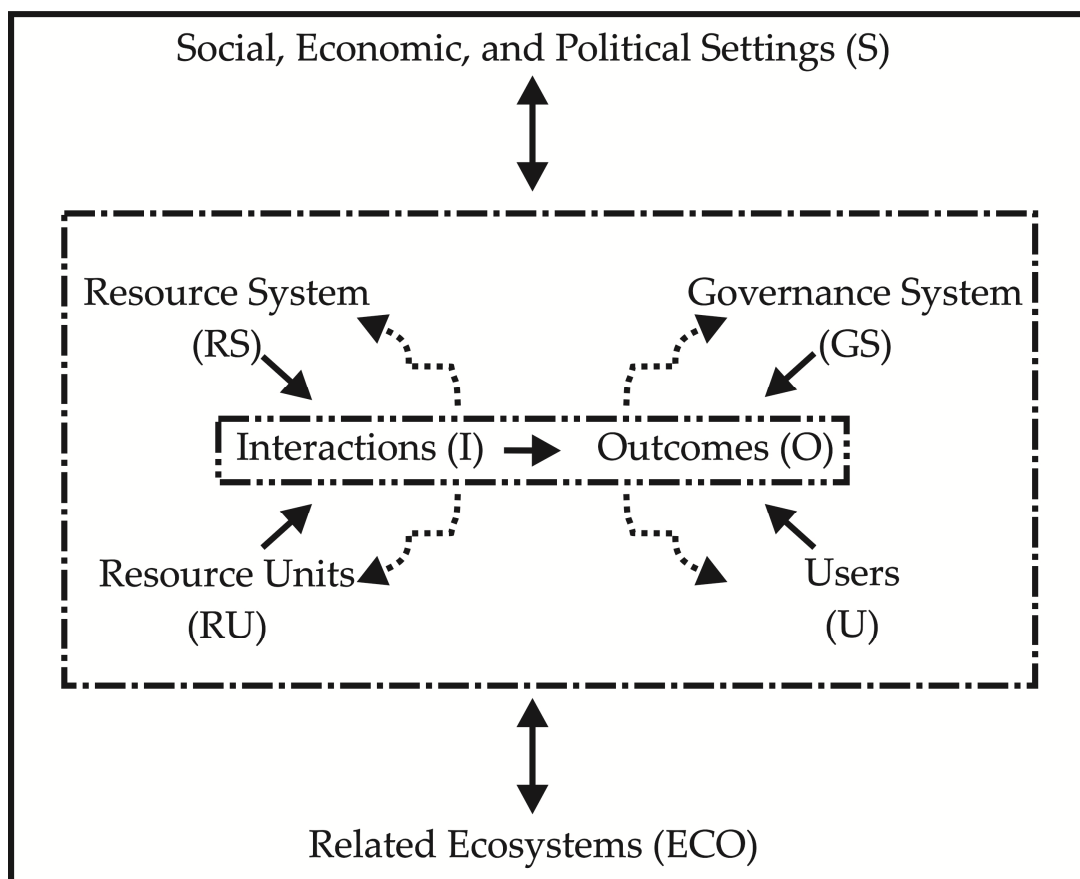 Social, Economic, and Political Settings (S)
Resource System
(RS)
Governance System
(GS)
Interactions (I)
Outcomes (O)
Resource Units
(RU)
Users
(U)
Related Ecosystems (ECO)